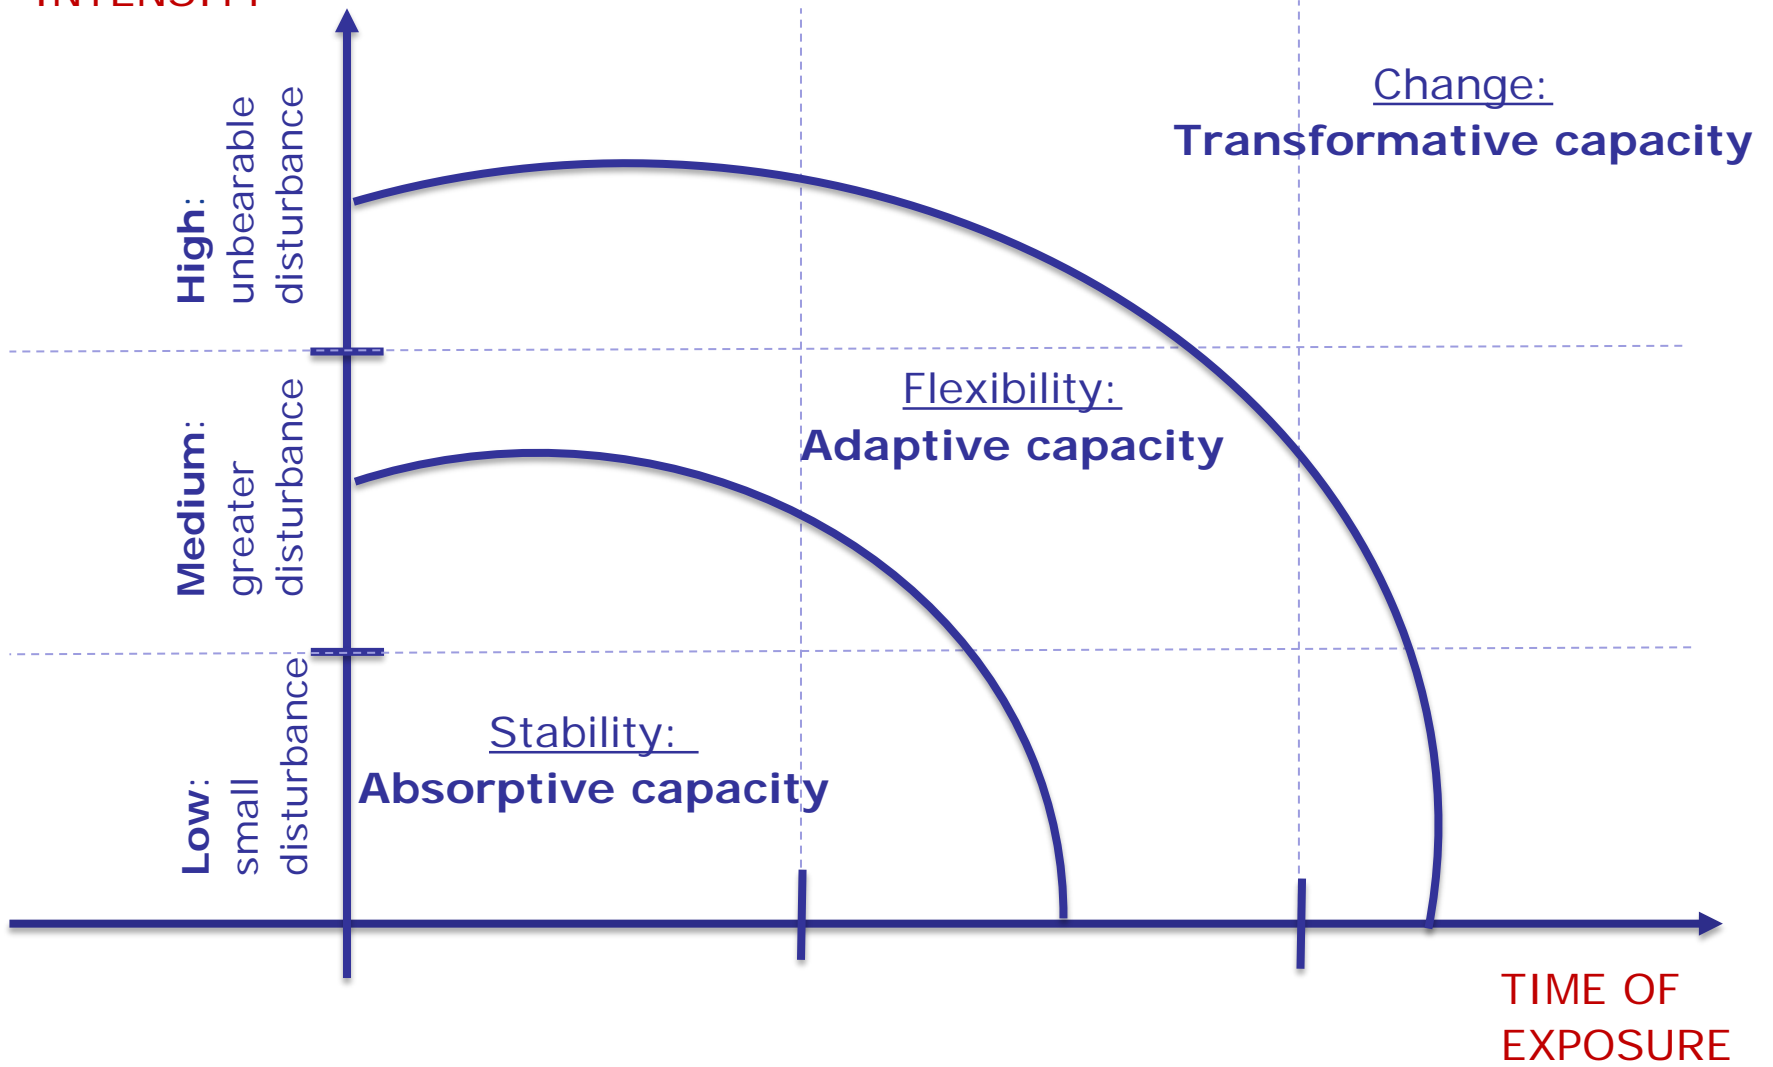 INTENSITY
Change:
Transformative capacity
High:
unbearable
disturbance
Flexibility:
Adaptive capacity
Medium:
greater
disturbance
Stability:
Absorptive capacity
Low:
small
disturbance
TIME OF
EXPOSURE